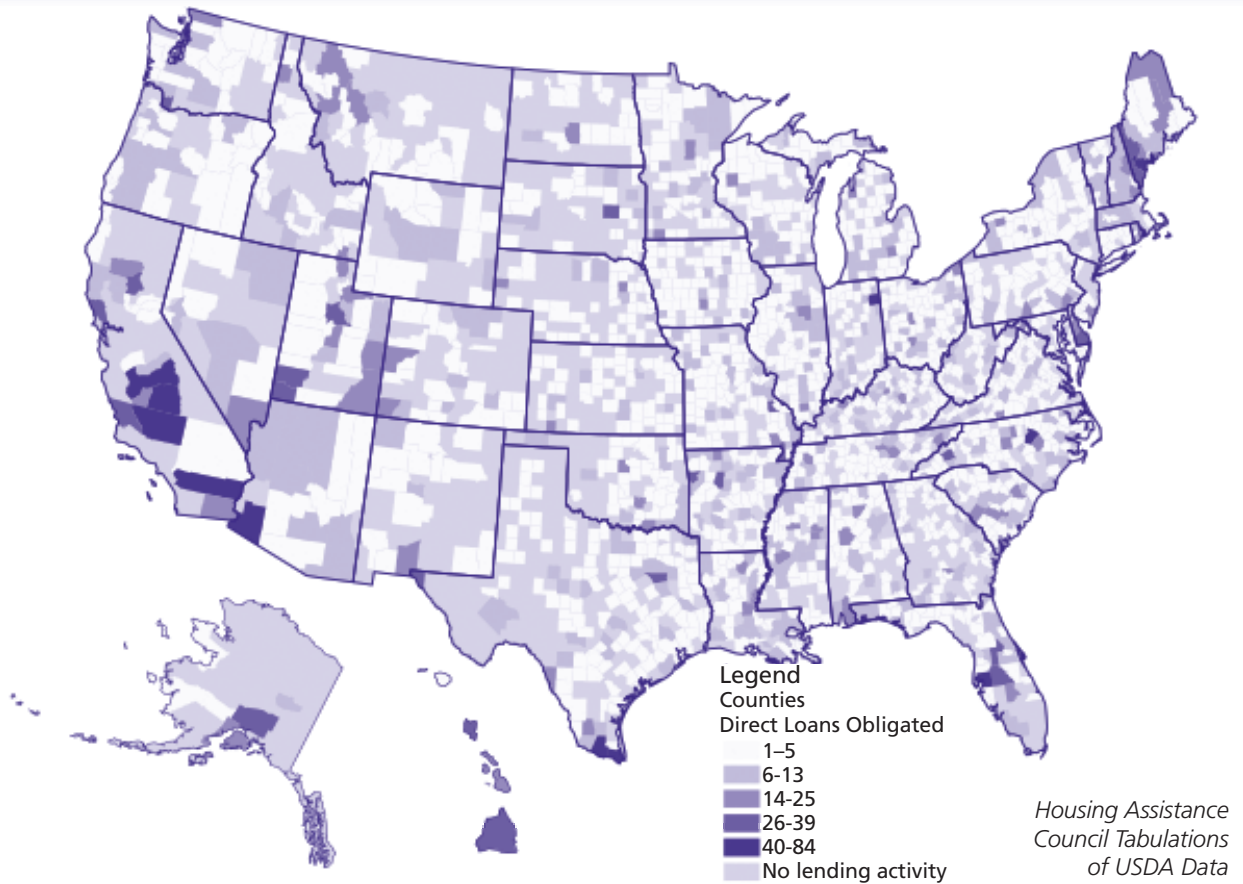 Legend
Counties
Direct Loans Obligated
1–5
6-13
14-25
26-39
40-84
No lending activity
Housing Assistance
Council Tabulations
of USDA Data